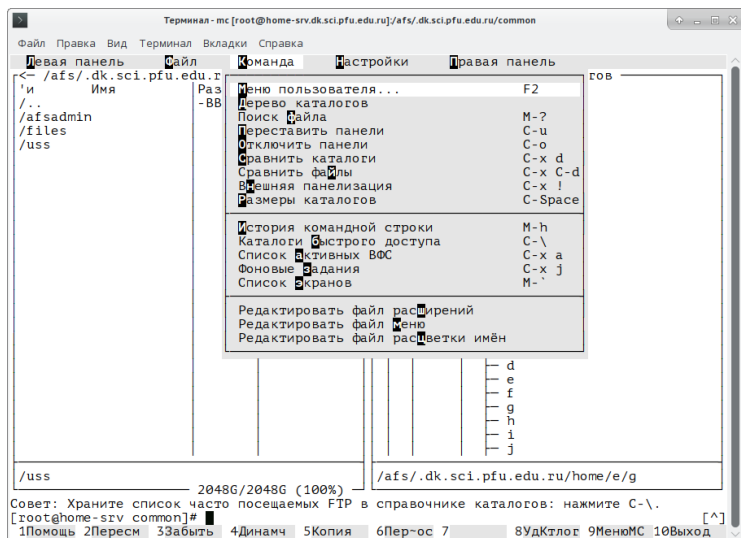 Терминал - mc [root@home-srv.dk.sci.pfu.edu.ru]:/afs/.dk.sci.pfu.edu.ru/common
Файл Правка Вид Терминал Вкладки Справка
Левая панель Файл Команда Настройки Правая панель
<─ /afs/.dk.sci.pfu.edu.r гов
'и Имя Раз
/.. -ВВ
/afsadmin
/files
/uss
Меню пользователя... F2
Дерево каталогов
Поиск файла M-?
Переставить панели C-u
Отключить панели C-o
Сравнить каталоги C-x d
Сравнить файлы C-x C-d
Внешняя панелизация C-x !
Размеры каталогов C-Space
История командной строки M-h
Каталоги быстрого доступа C-\
Список активных ВФС C-x a
Фоновые задания C-x j
Список экранов M-`
Редактировать файл расширений
Редактировать файл меню
Редактировать файл расцветки имён
d
e
f
g
h
i
j
/uss
/afs/.dk.sci.pfu.edu.ru/home/e/g
2048G/2048G (100%)
Совет: Храните список часто посещаемых FTP в справочнике каталогов: нажмите C-\.
[root@home-srv common]# [^]
1Помощь 2Пересм 3Забыть 4Динамч 5Копия 6Пер~ос 7 8УдКтлог 9МенюМС 10Выход